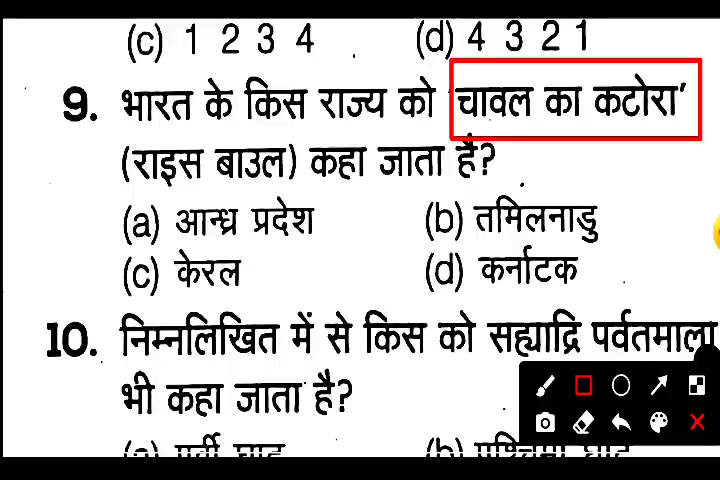 (c) 1 2 3 4 (d) 4 3 2 1
9. भारत के किस राज्य को 'चावल का कटोरा'
(राइस बाउल) कहा जाता है?
(a) आन्ध्र प्रदेश (b) तमिलनाडु
(c) केरल (d) कर्नाटक
10. निम्नलिखित में से किस को सह्याद्रि पर्वतमाला
भी कहा जाता है?